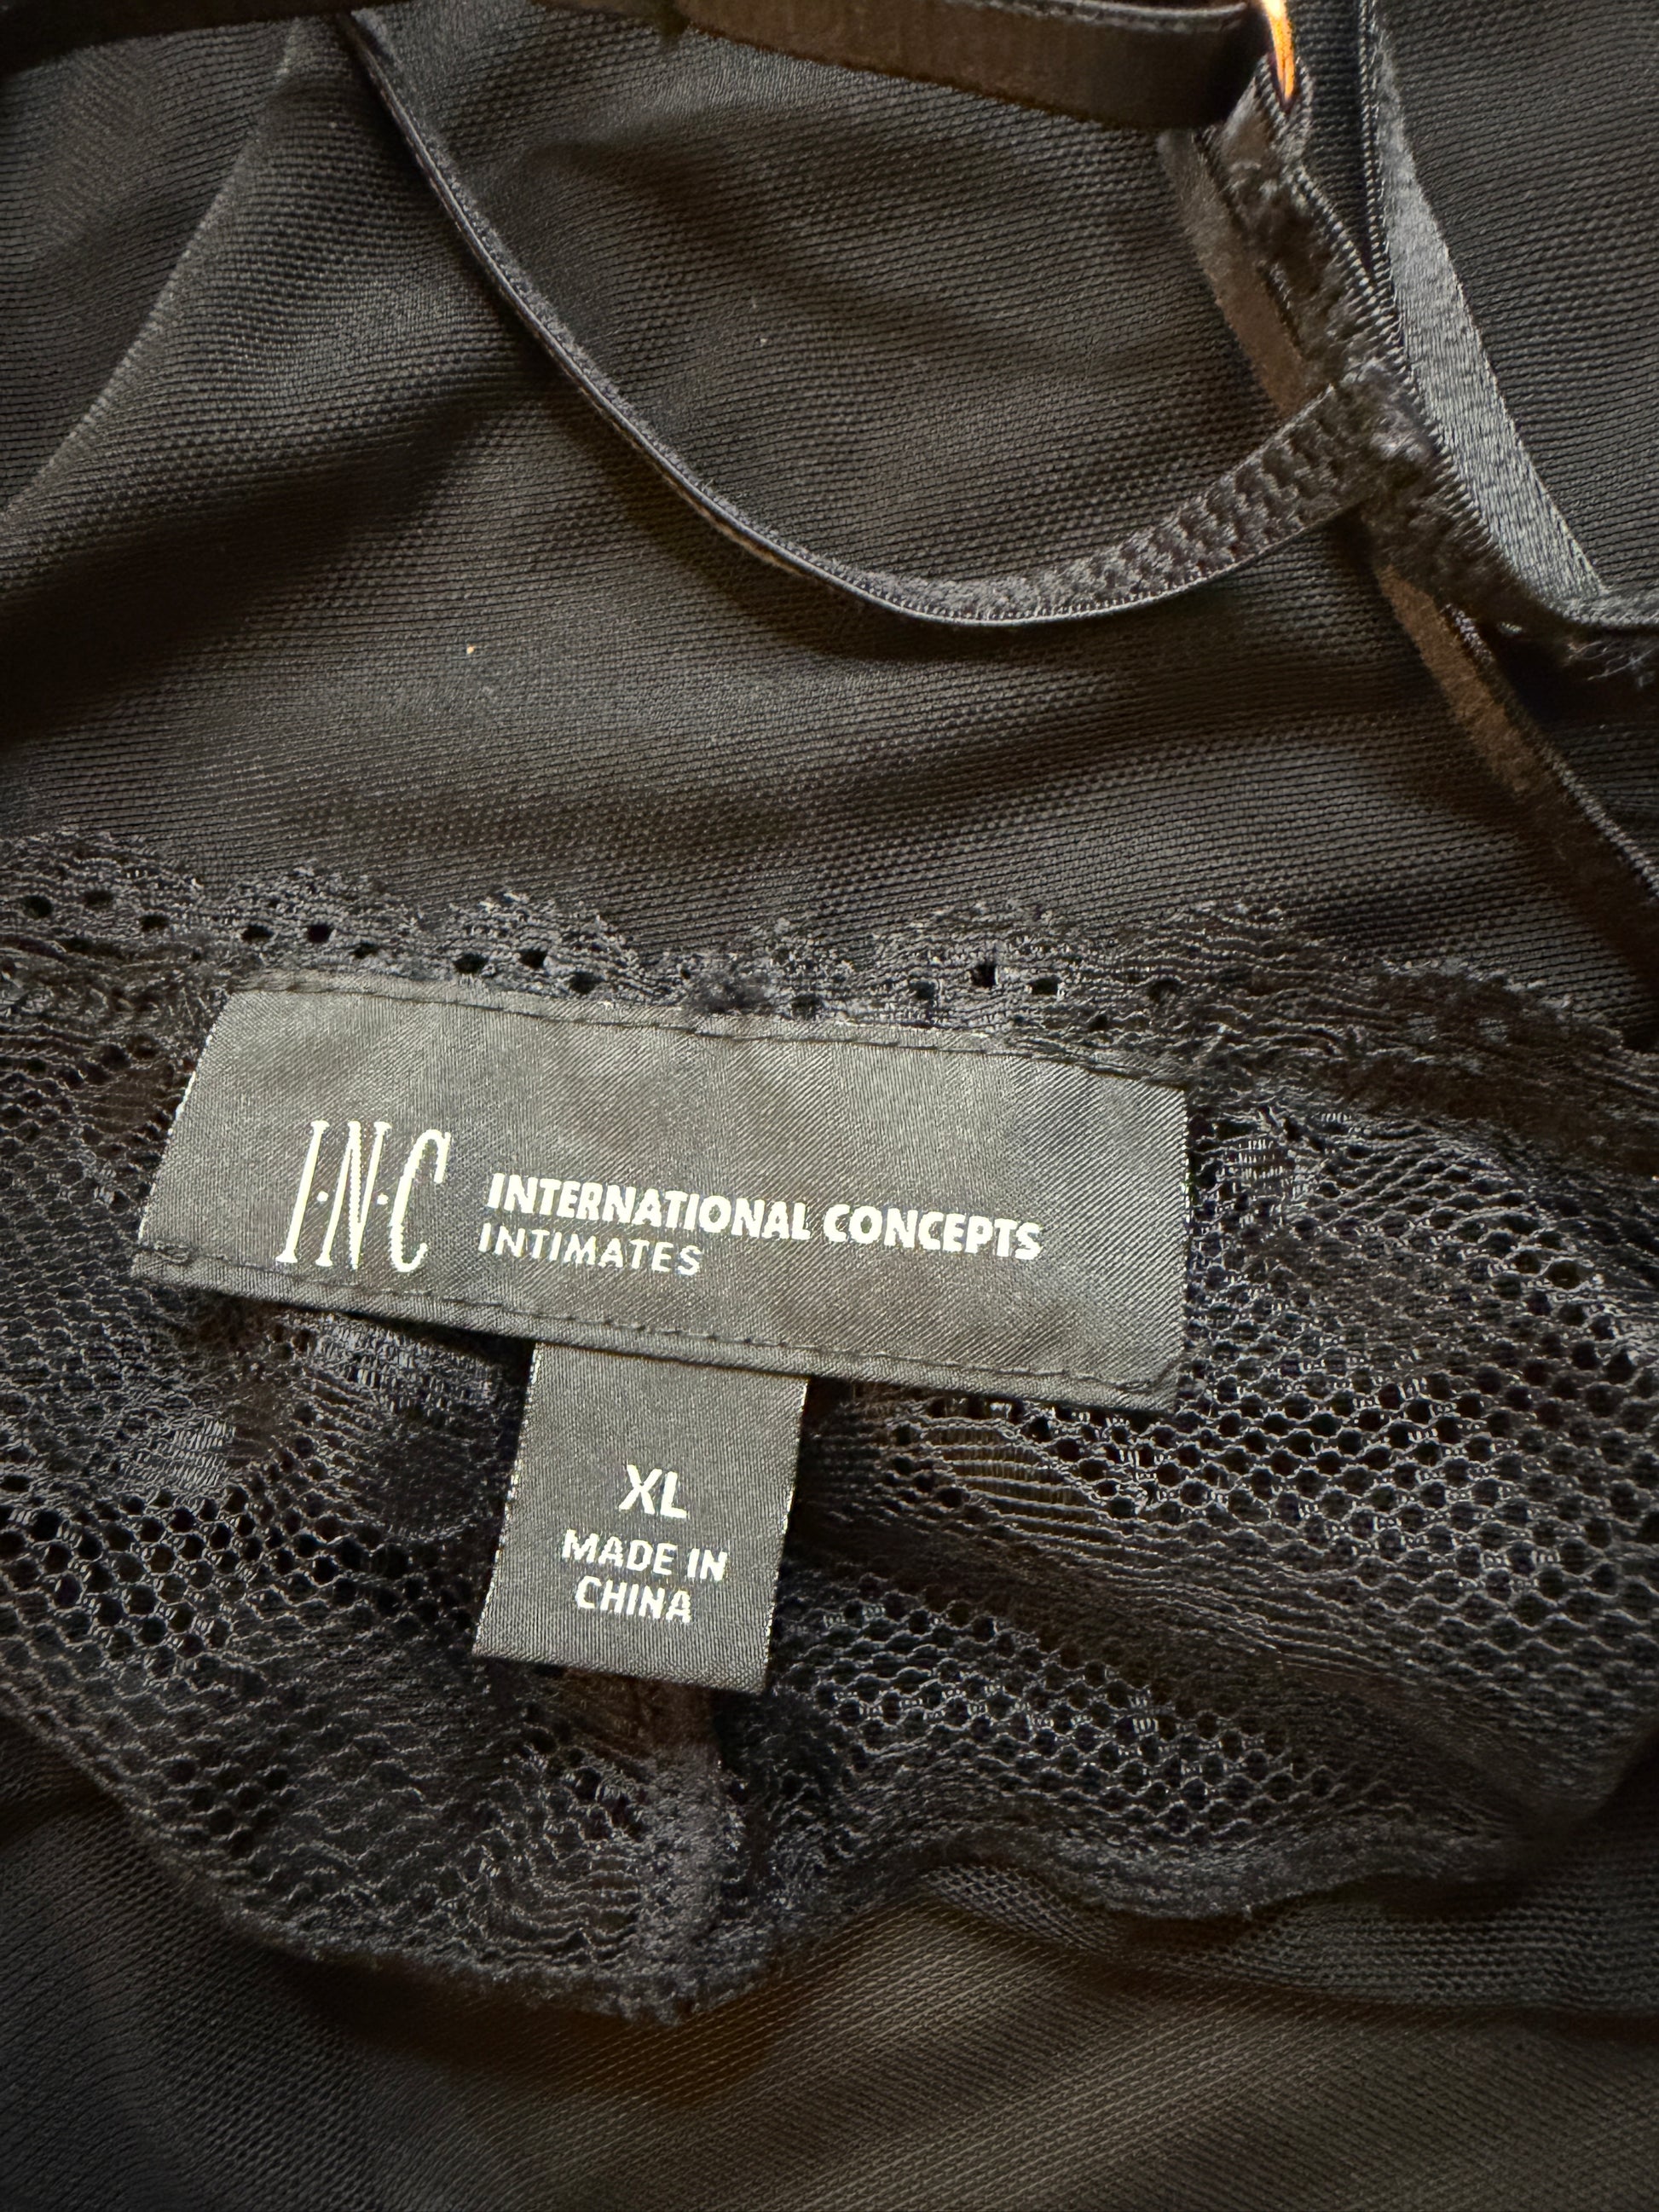 I·N·C INTERNATIONAL CONCEPTS
INTIMATES
XL
MADE IN
CHINA